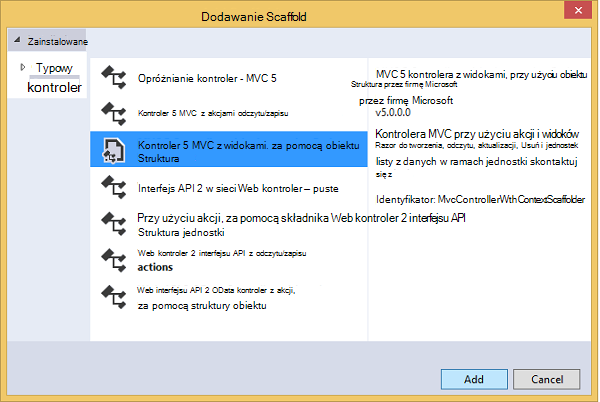 Dodawanie Scaffold
Zainstalowane
Typowy
kontroler
Opróżnianie kontroler - MVC 5
Kontroler 5 MVC z akcjami odczytu/zapisu
Kontroler 5 MVC z widokami. za pomocą obiektu
Struktura
Interfejs API 2 w sieci Web kontroler – puste
Przy użyciu akcji, za pomocą składnika Web kontroler 2 interfejsu API
Struktura jednostki
Web kontroler 2 interfejsu API z odczytu/zapisu
actions
Web interfejsu API 2 OData kontroler z akcji,
za pomocą struktury obiektu
MVC 5 kontrolera z widokami, przy użyciu obiektu
Struktura przez firmę Microsoft
przez firmę Microsoft
v5.0.0.0
Kontrolera MVC przy użyciu akcji i widoków
Razor do tworzenia, odczytu, aktualizacji, Usuń i jednostek
listy z danych w ramach jednostki skontaktuj
się z
Identyfikator: MvcControllerWthContextScaffolder
Add
Cancel